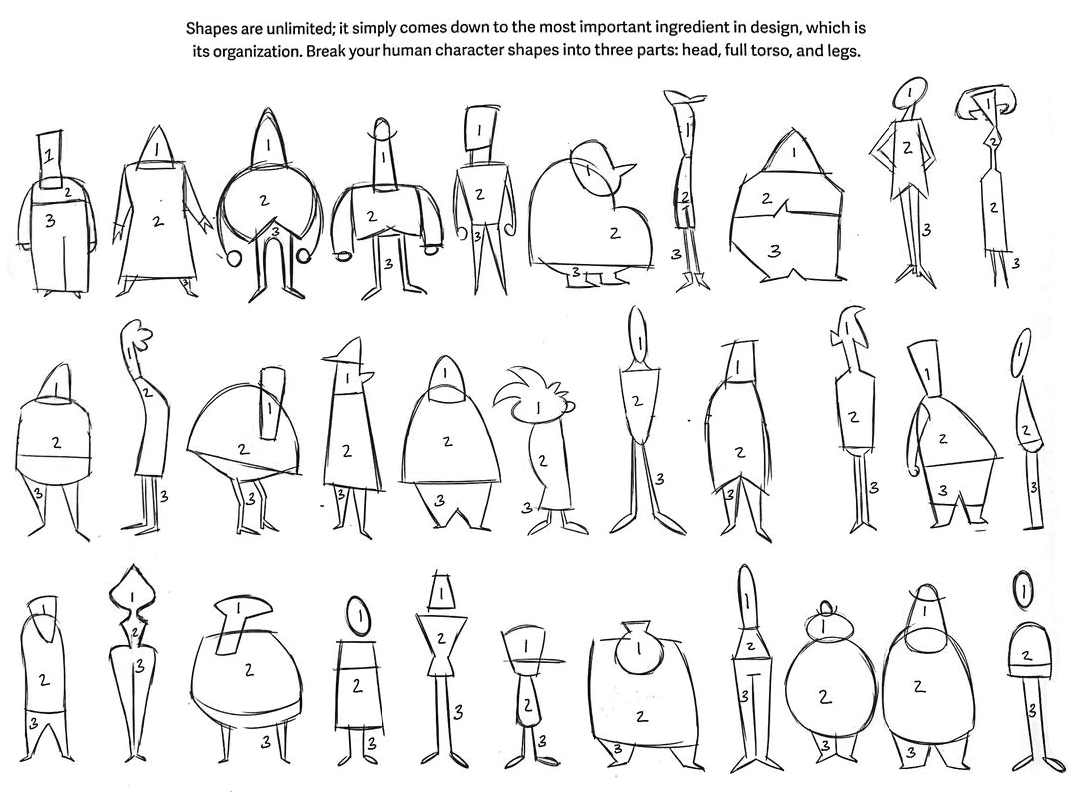 Shapes are unlimited; it simply comes down to the most important ingredient in design, which is
its organization. Break your human character shapes into three parts: head, full torso, and legs.
1 1 1 1 1 1 1 1 1 1
2 2 2 2 2 2 2 2 2 2
3 3 3 3 3 3 3 3 3 3
1 1 1 1 1 1 1 1 1 1 1
2 2 2 2 2 2 2 2 2 2 2
3 3 3 3 3 3 3 3 3 3 3
1 1 1 1 1 1 1 1 1 1 1
2 2 2 2 2 2 2 2 2 2 2
3 3 3 3 3 3 3 3 3 3 3